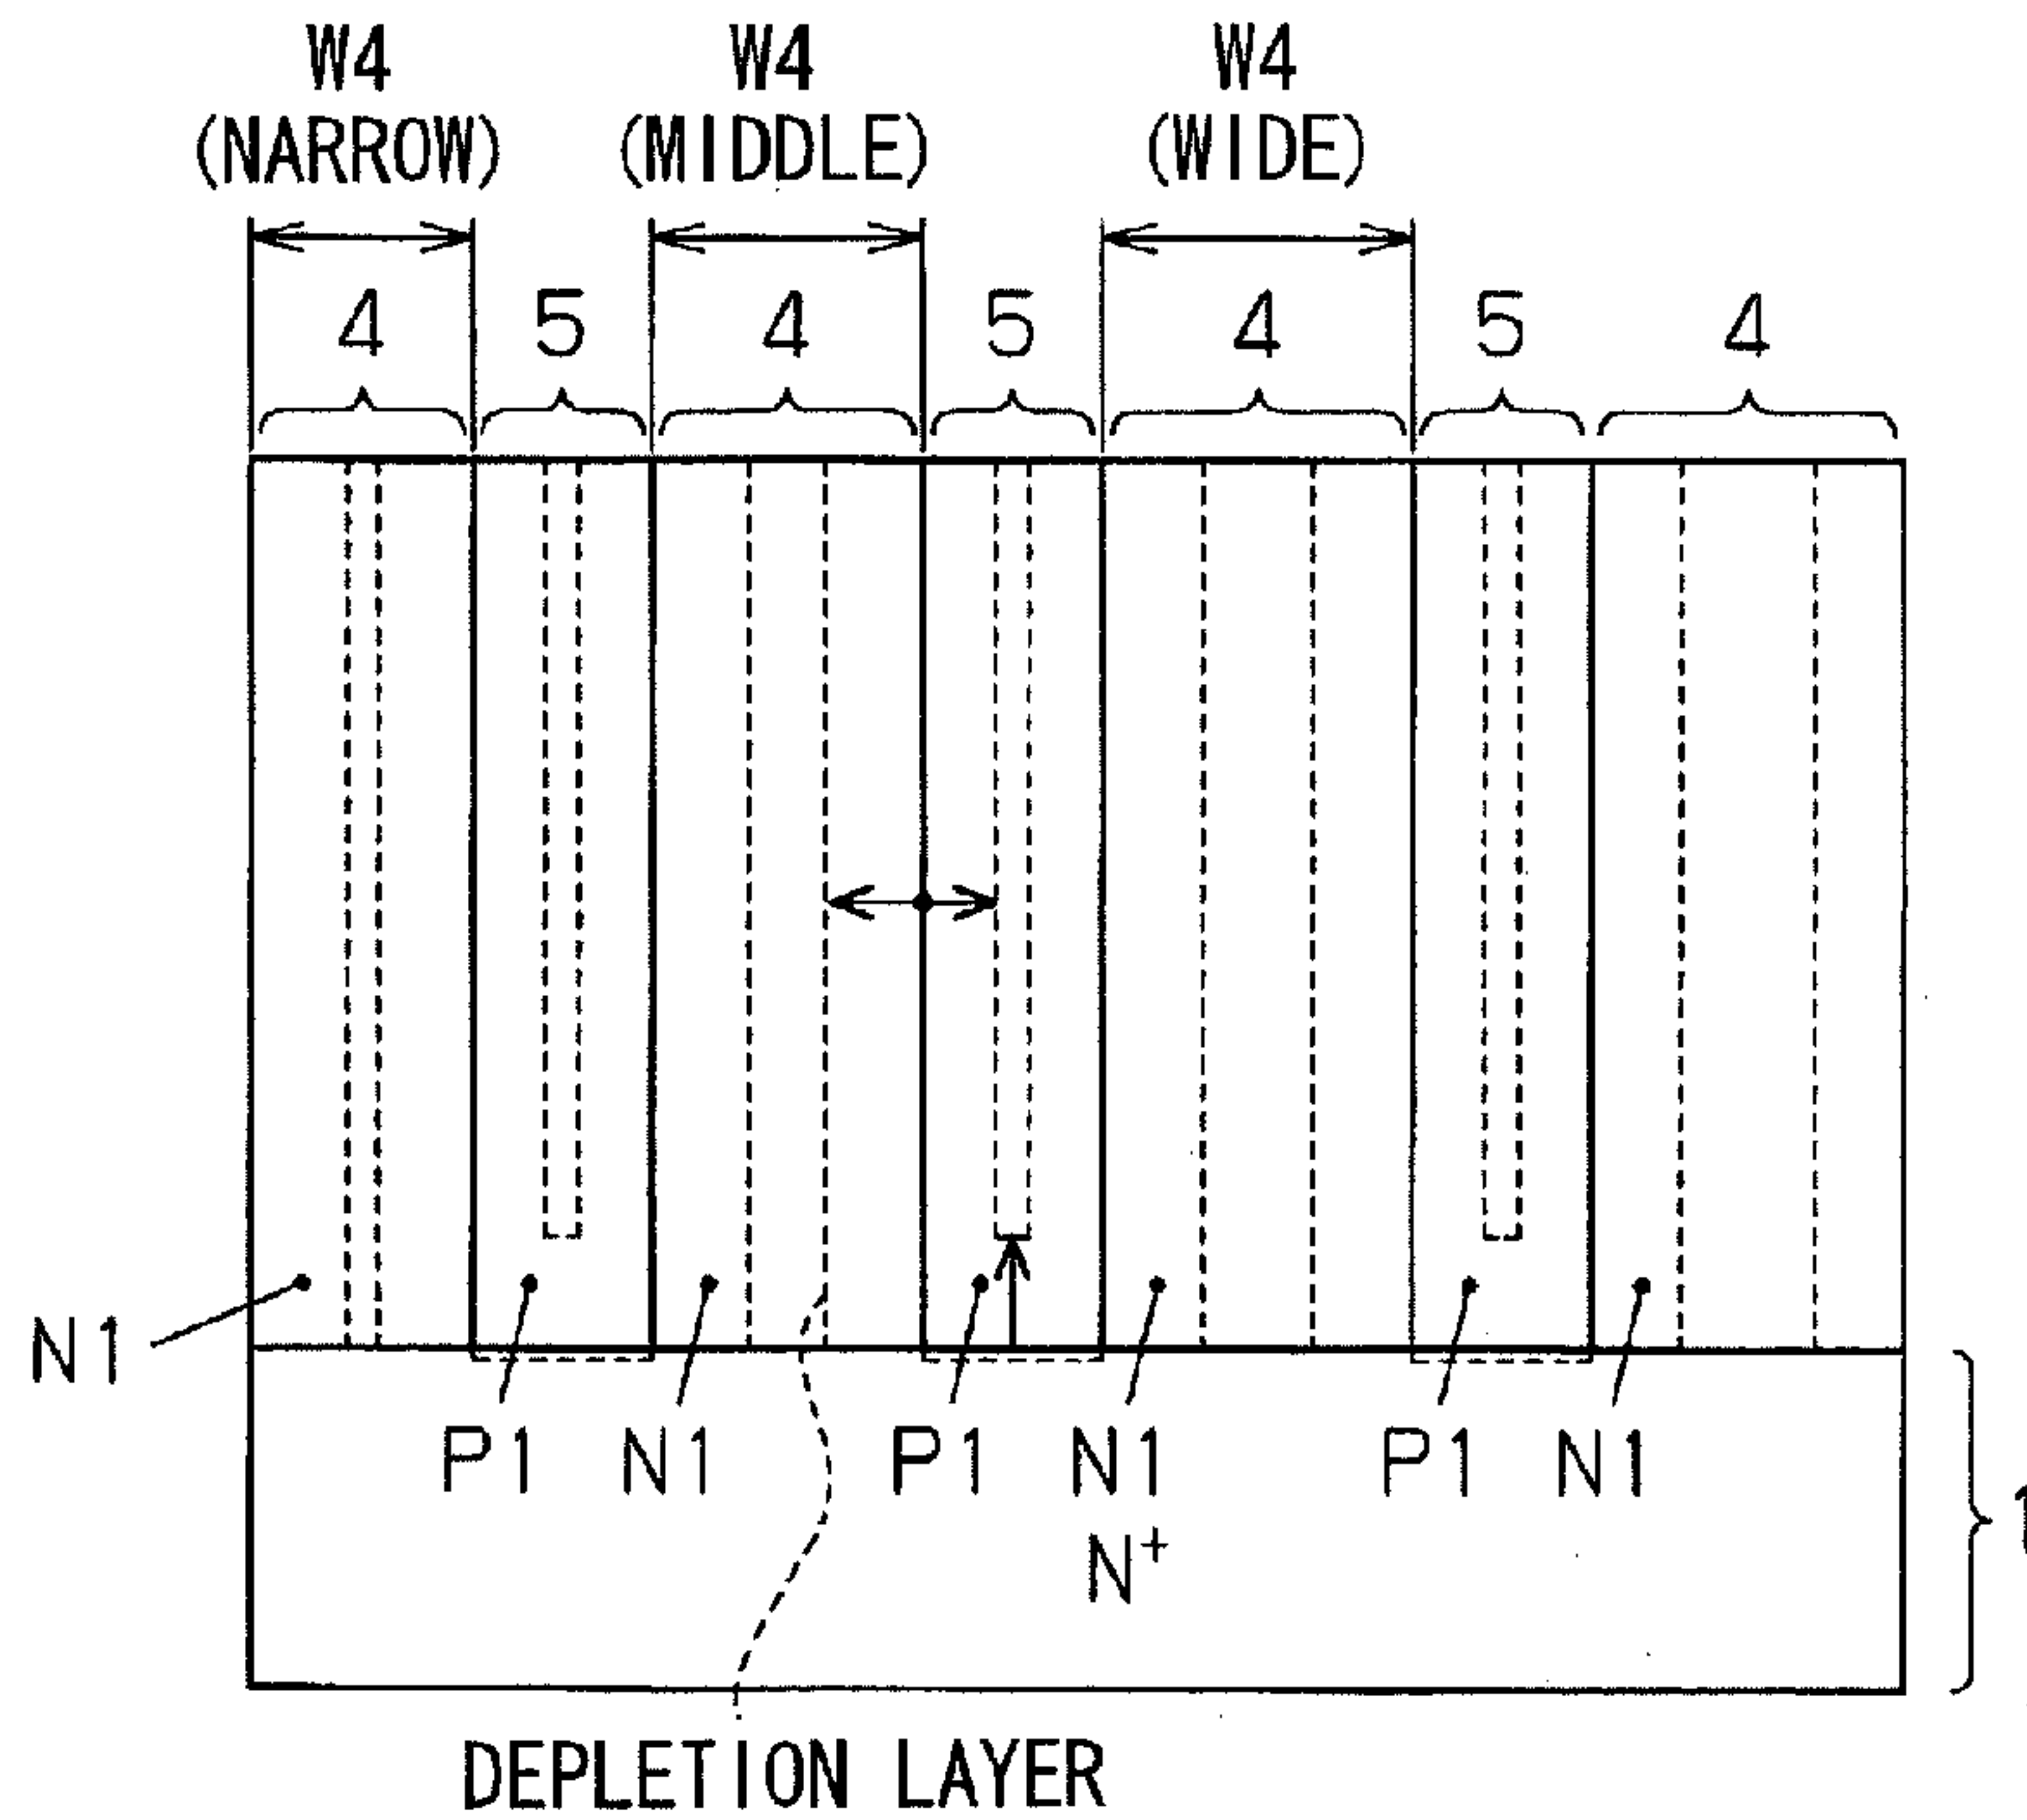 W4 W4 W4
(NARROW) (MIDDLE) (WIDE)
4 5 4 5 4 5 4
N1
P1 N1 P1 N1 P1 N1
N+
1
DEPLETION LAYER